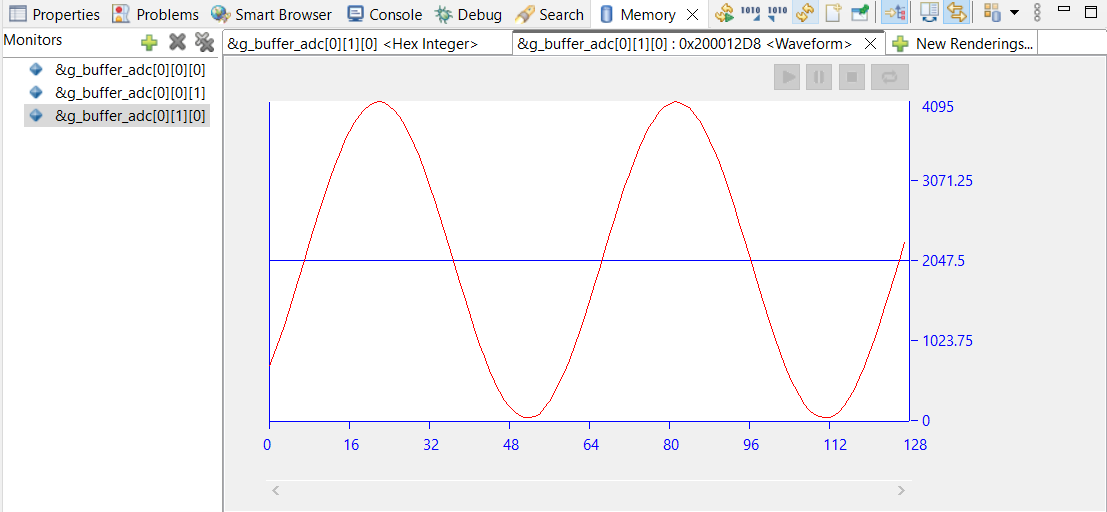 Properties Problems Smart Browser Console Debug Search Memory 1010 1010
Monitors
&g_buffer_adc[0][1][0] <Hex Integer> &g_buffer_adc[0][1][0] : 0x200012D8 <Waveform> New Renderings...
&g_buffer_adc[0][0][0]
&g_buffer_adc[0][0][1]
&g_buffer_adc[0][1][0]
4095
3071.25
2047.5
1023.75
0
0 16 32 48 64 80 96 112 128